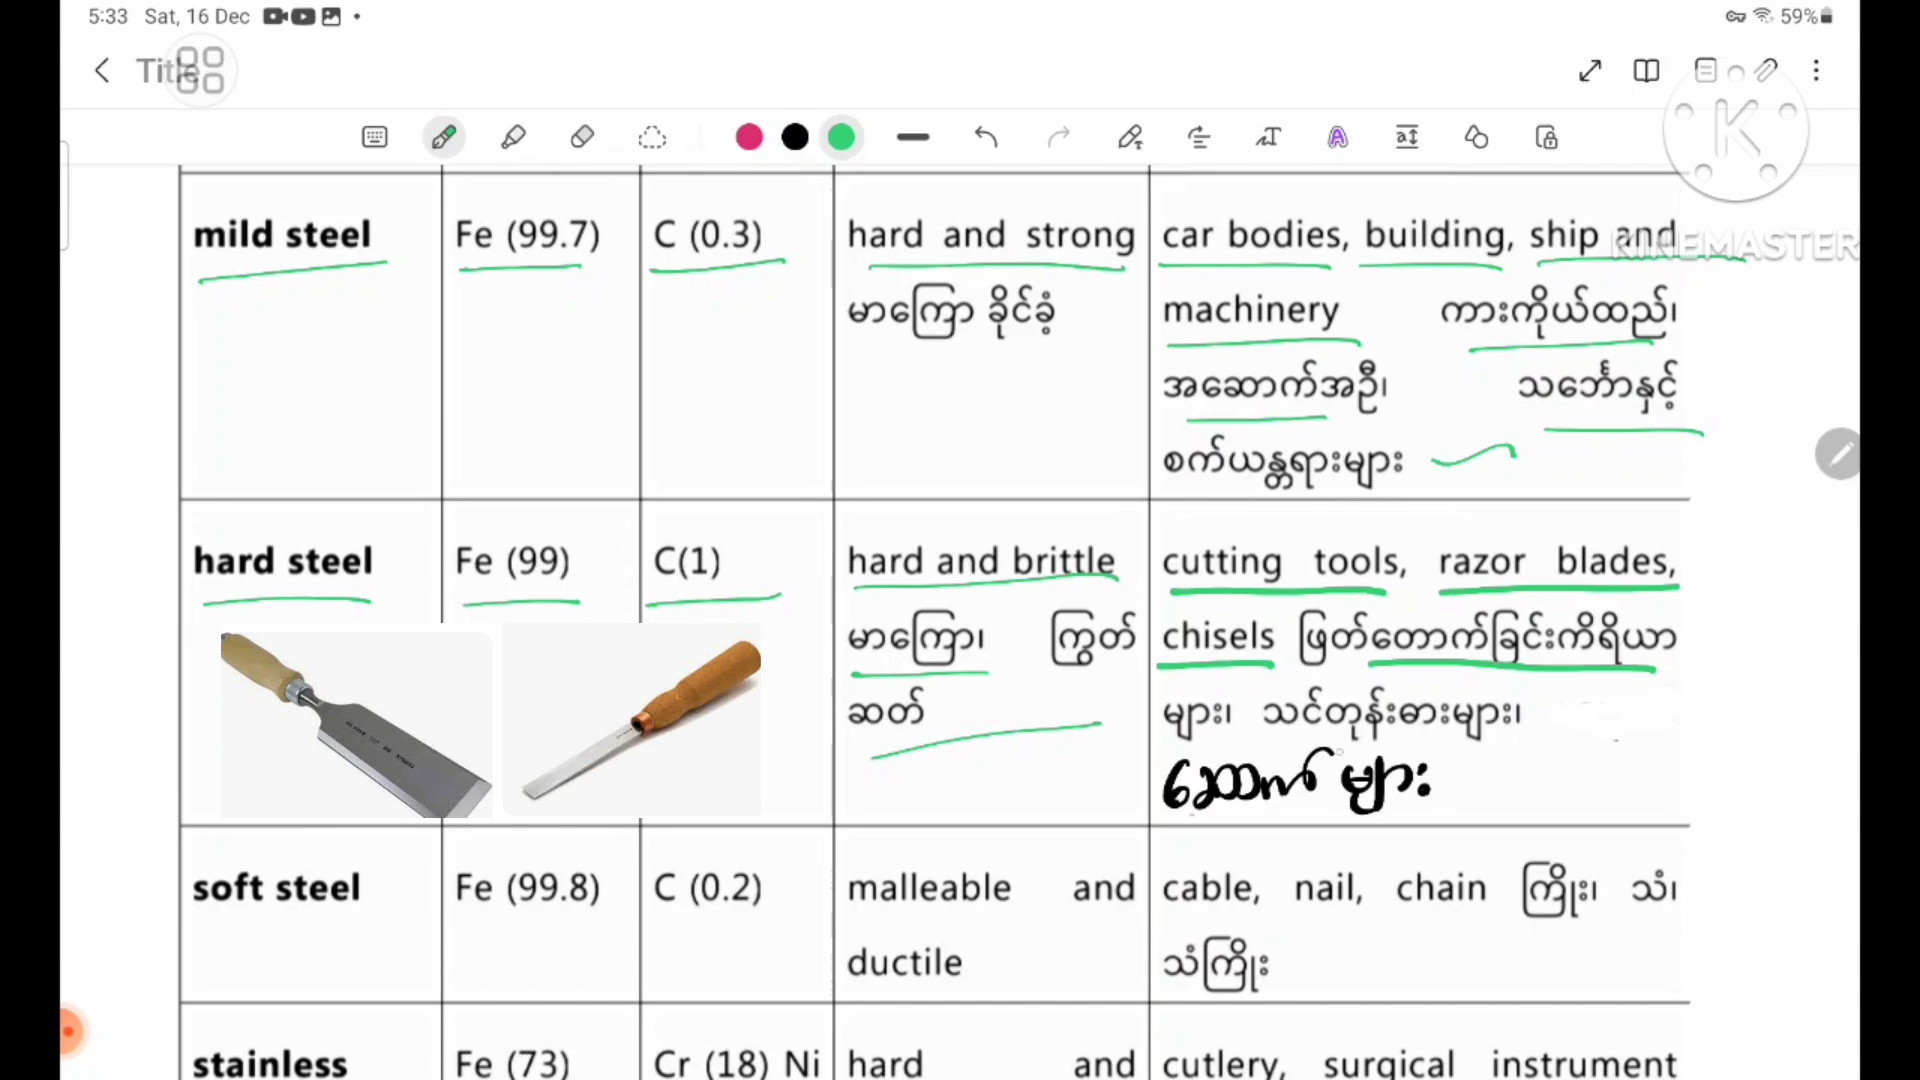 5:33 Sat, 16 Dec
59%
Title
K
KINEMASTER
mild steel
Fe (99.7)
C (0.3)
hard and strong
မာကြော ခိုင်ခံ့
car bodies, building, ship and
machinery ကားကိုယ်ထည်၊
အဆောက်အဦ၊ သင်္ဘောနှင့်
စက်ယန္တရားများ
hard steel
Fe (99)
C(1)
hard and brittle
မာကြော၊ ကြွတ်
ဆတ်
cutting tools, razor blades,
chisels ဖြတ်တောက်ခြင်းကိရိယာ
များ၊ သင်တုန်းဓားများ၊
ဆောက်များ
soft steel
Fe (99.8)
C (0.2)
malleable and
ductile
cable, nail, chain ကြိုး၊ သံ၊
သံကြိုး
stainless
Fe (73)
Cr (18) Ni
hard and
cutlery, surgical instrument